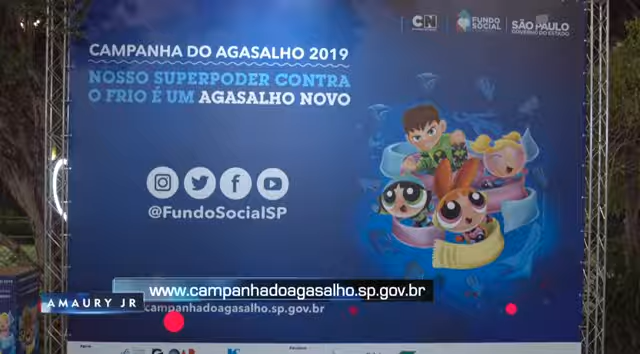 CN
FUNDO SOCIAL
SÃO PAULO
GOVERNO DO ESTADO
CAMPANHA DO AGASALHO 2019
NOSSO SUPERPODER CONTRA
O FRIO É UM AGASALHO NOVO
@FundoSocialSP
www.campanhadoagasalho.sp.gov.br
AMAURY JR
campanhadoagasalho.sp.gov.br